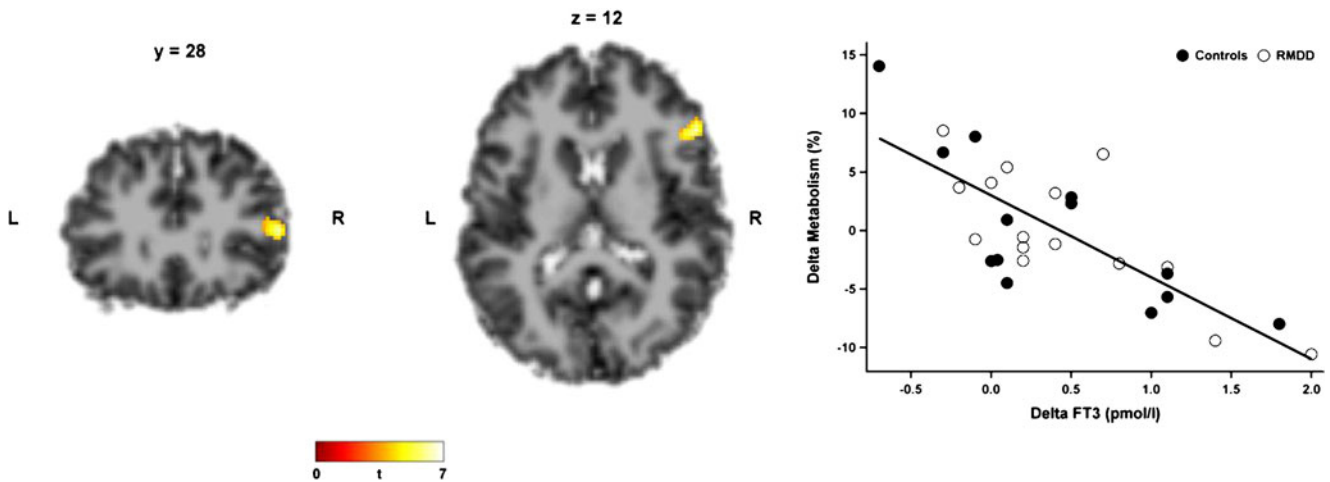 y = 28
L
R
z = 12
L
R
0 t 7
Controls RMDD
Delta Metabolism (%)
15
10
5
0
-5
-10
-0.5 0.0 0.5 1.0 1.5 2.0
Delta FT3 (pmol/l)